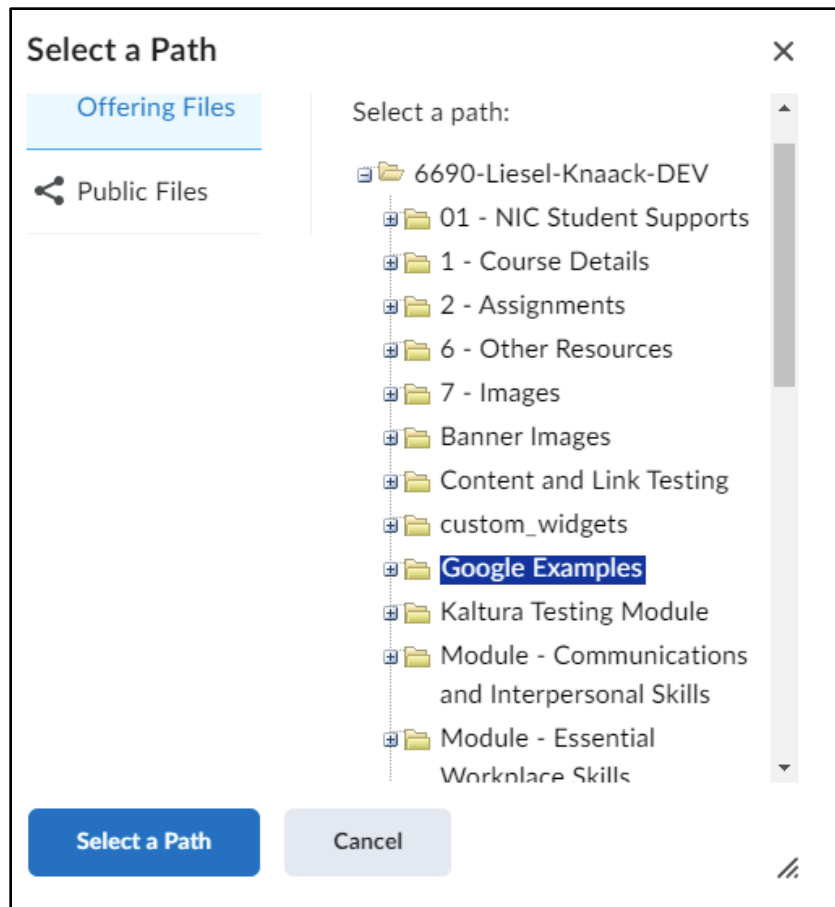 Select a Path
Offering Files
Public Files
Select a path:
6690-Liesel-Knaack-DEV
01 - NIC Student Supports
1 - Course Details
2 - Assignments
6 - Other Resources
7 - Images
Banner Images
Content and Link Testing
custom_widgets
Google Examples
Kaltura Testing Module
Module - Communications
and Interpersonal Skills
Module - Essential
Workplace Skills
Select a Path
Cancel